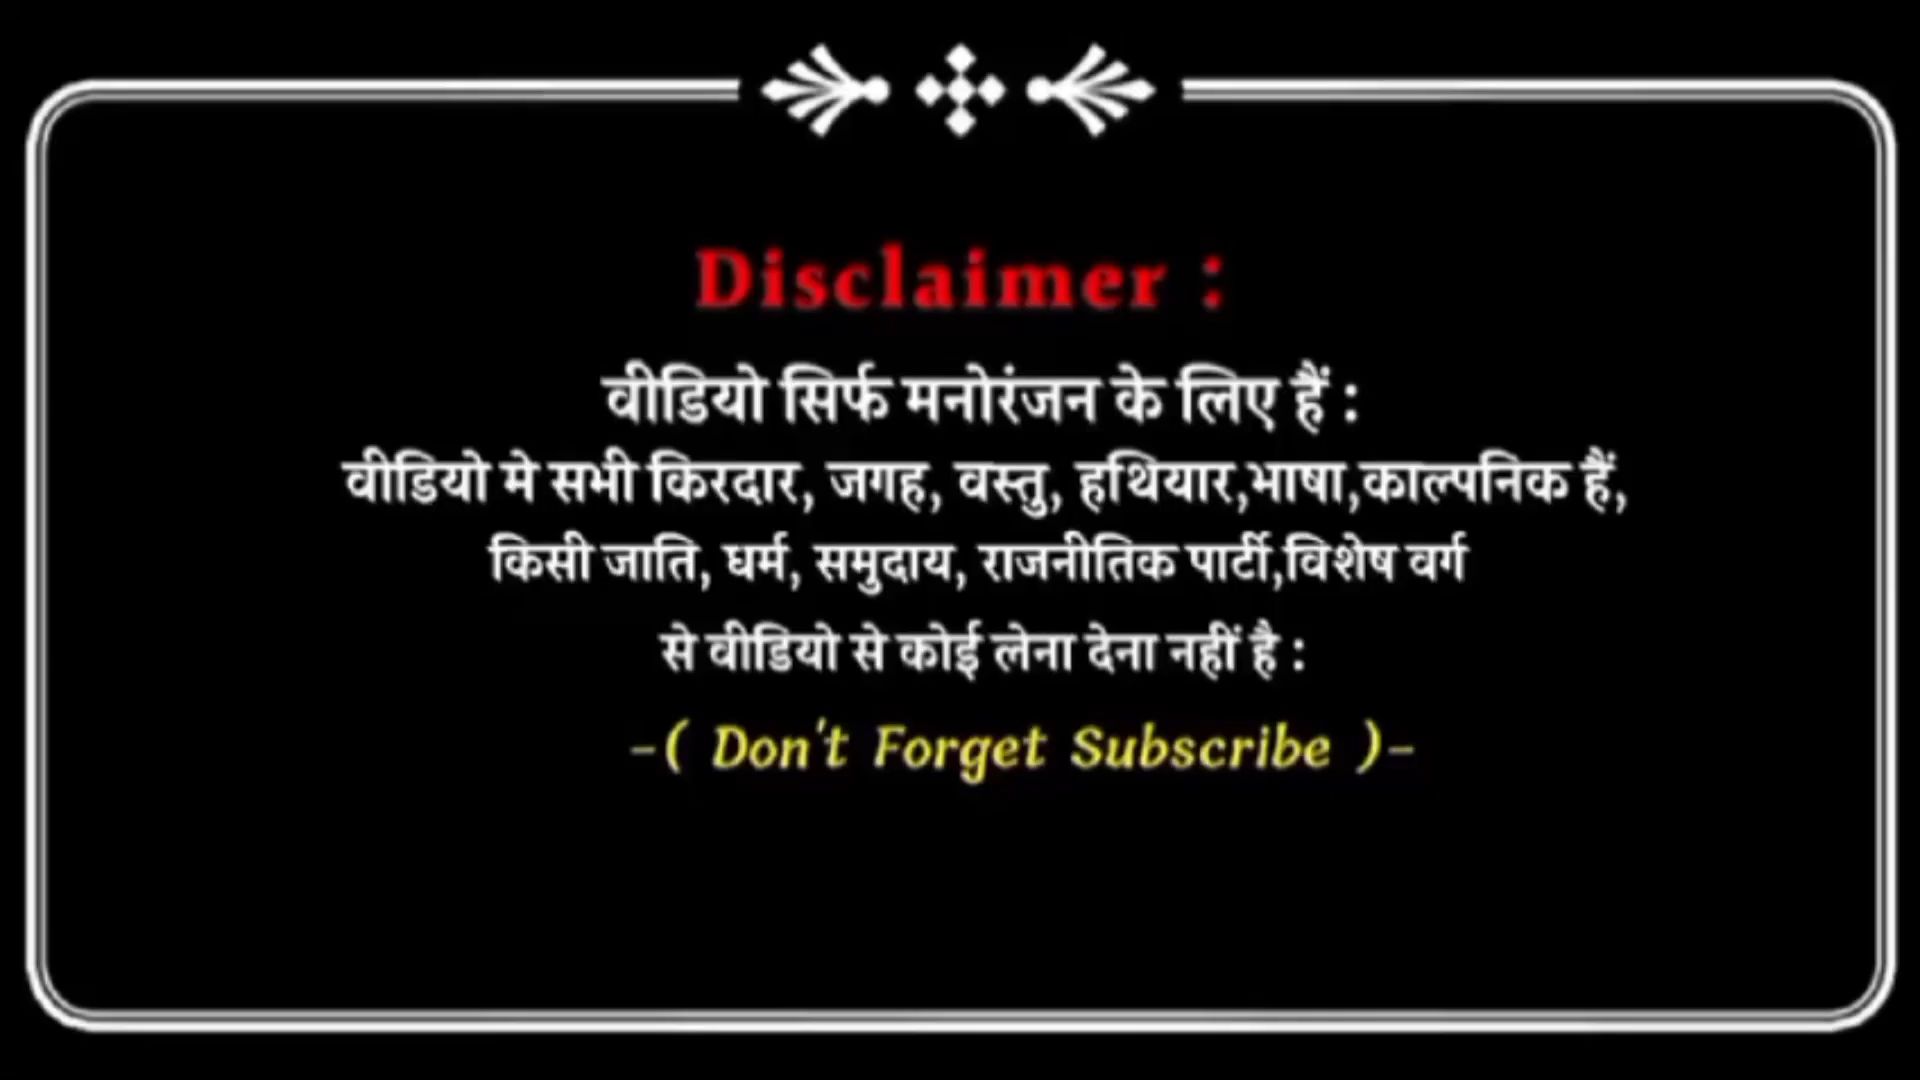 Disclaimer :
वीडियो सिर्फ मनोरंजन के लिए हैं :
वीडियो मे सभी किरदार, जगह, वस्तु, हथियार,भाषा,काल्पनिक हैं,
किसी जाति, धर्म, समुदाय, राजनीतिक पार्टी,विशेष वर्ग
से वीडियो से कोई लेना देना नहीं है :
-( Don't Forget Subscribe )-